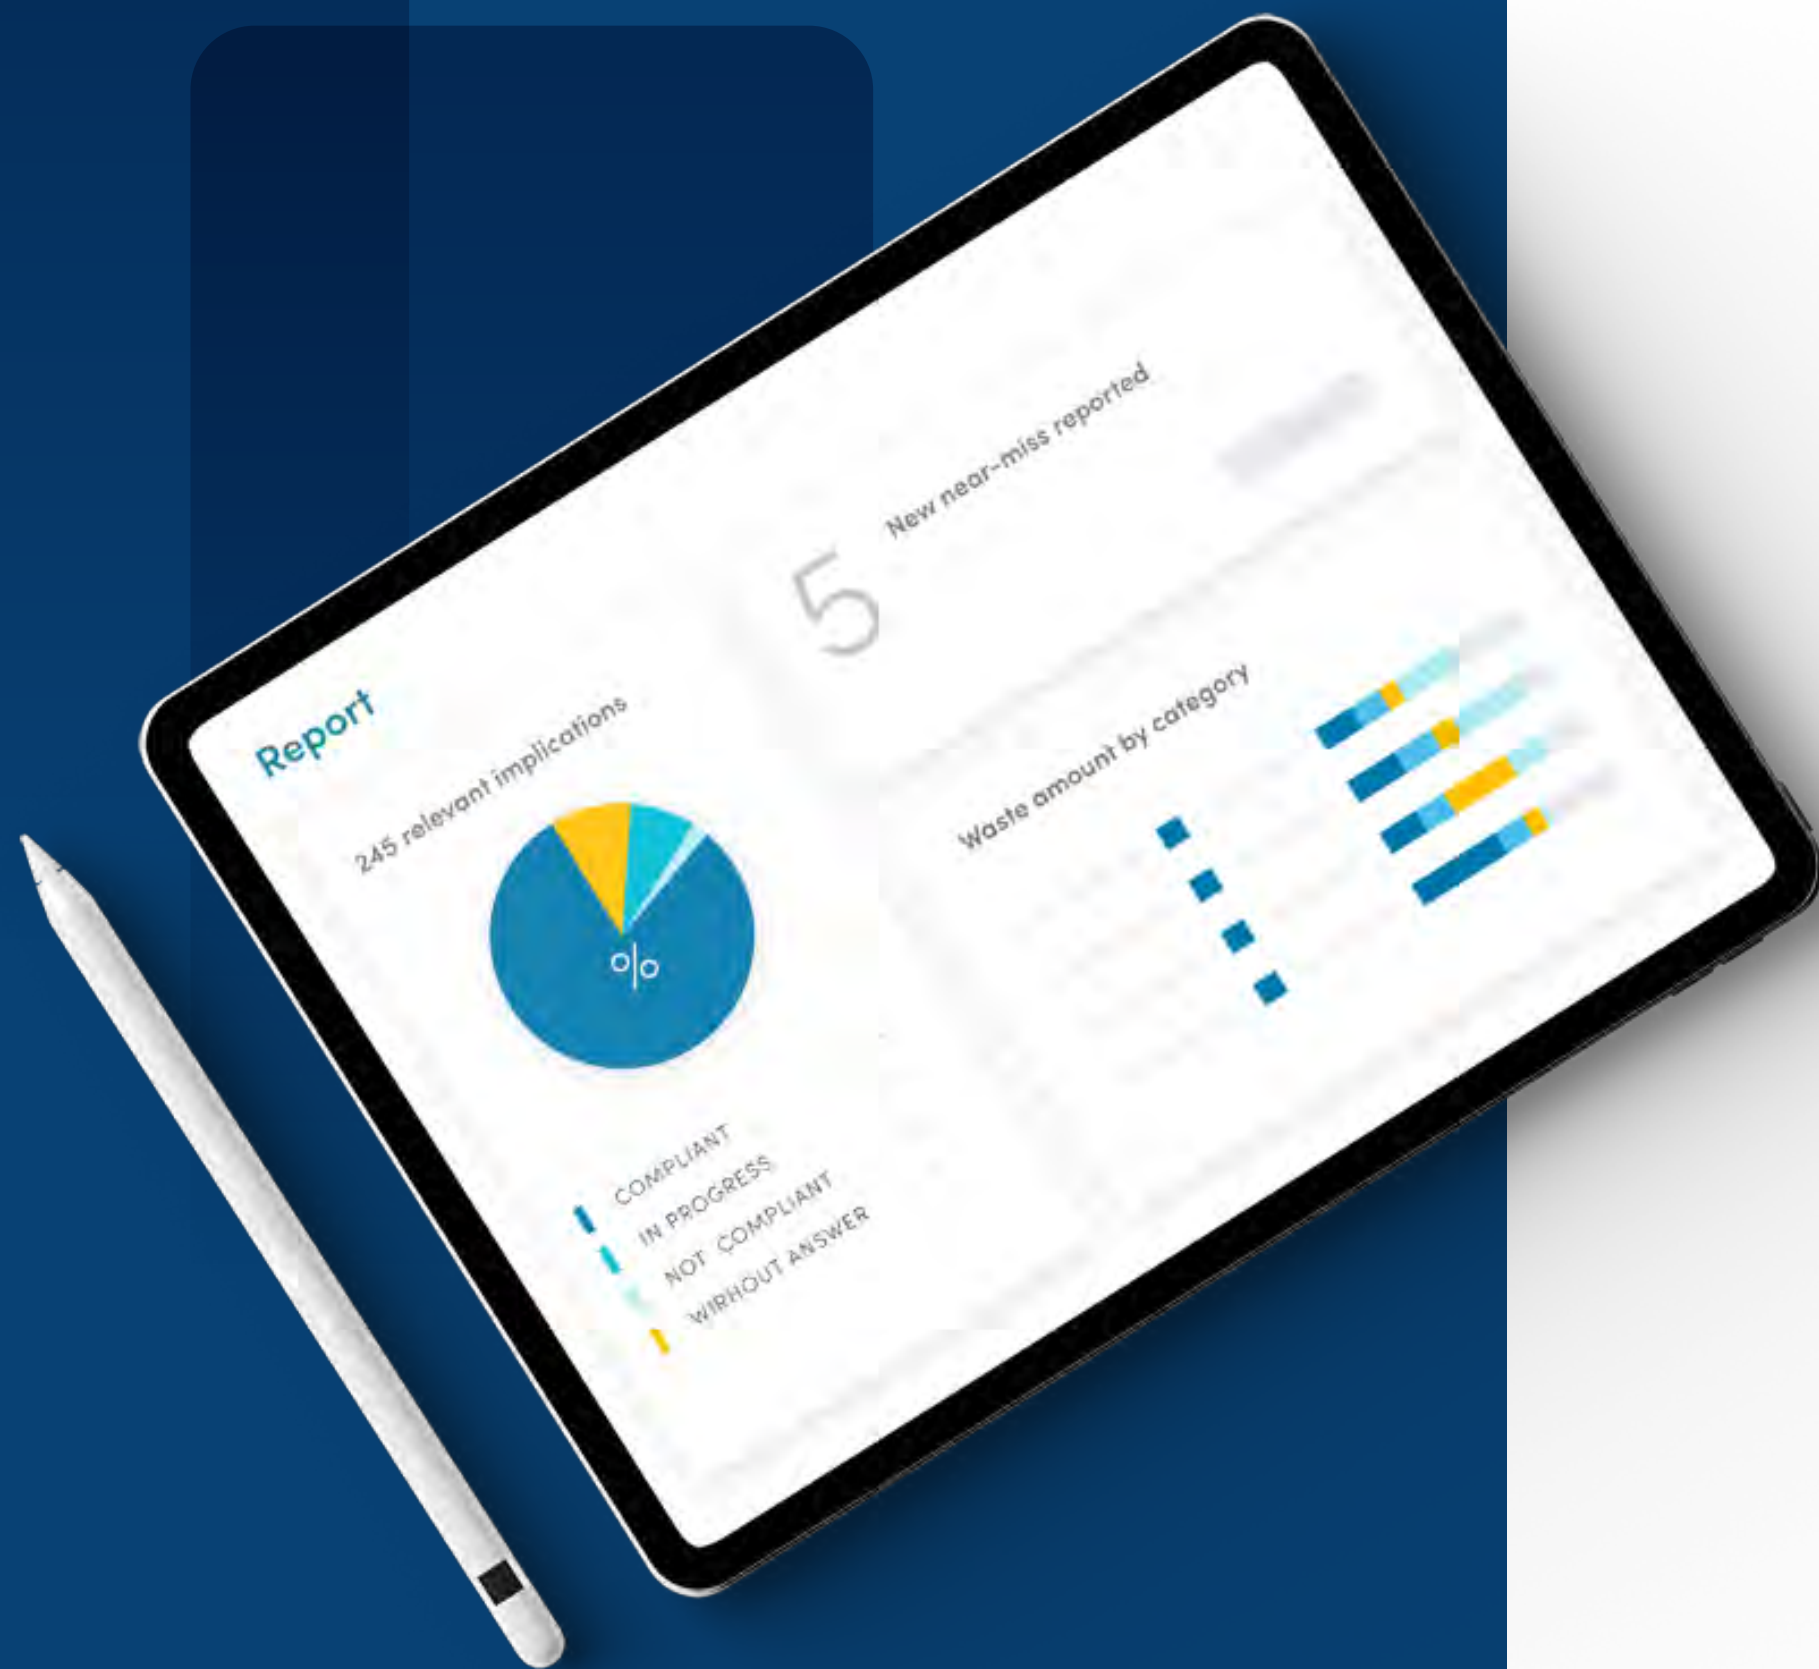 Report
245 relevant implications
%
COMPLIANT
IN PROGRESS
NOT COMPLIANT
WIRHOUT ANSWER
5
New near-miss reported
Waste amount by category